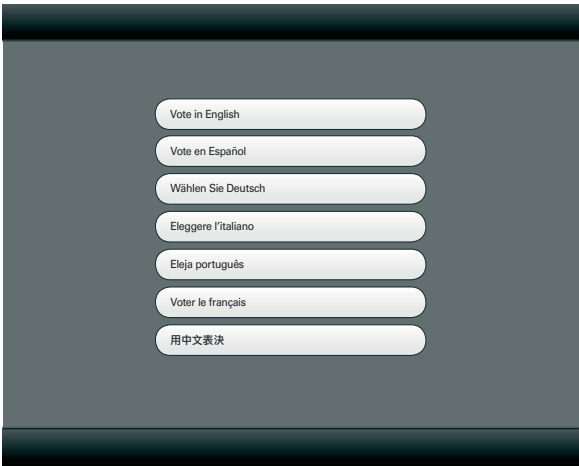 Vote in English
Vote en Español
Wählen Sie Deutsch
Eleggere l'italiano
Eleja português
Voter le français
用中文表決